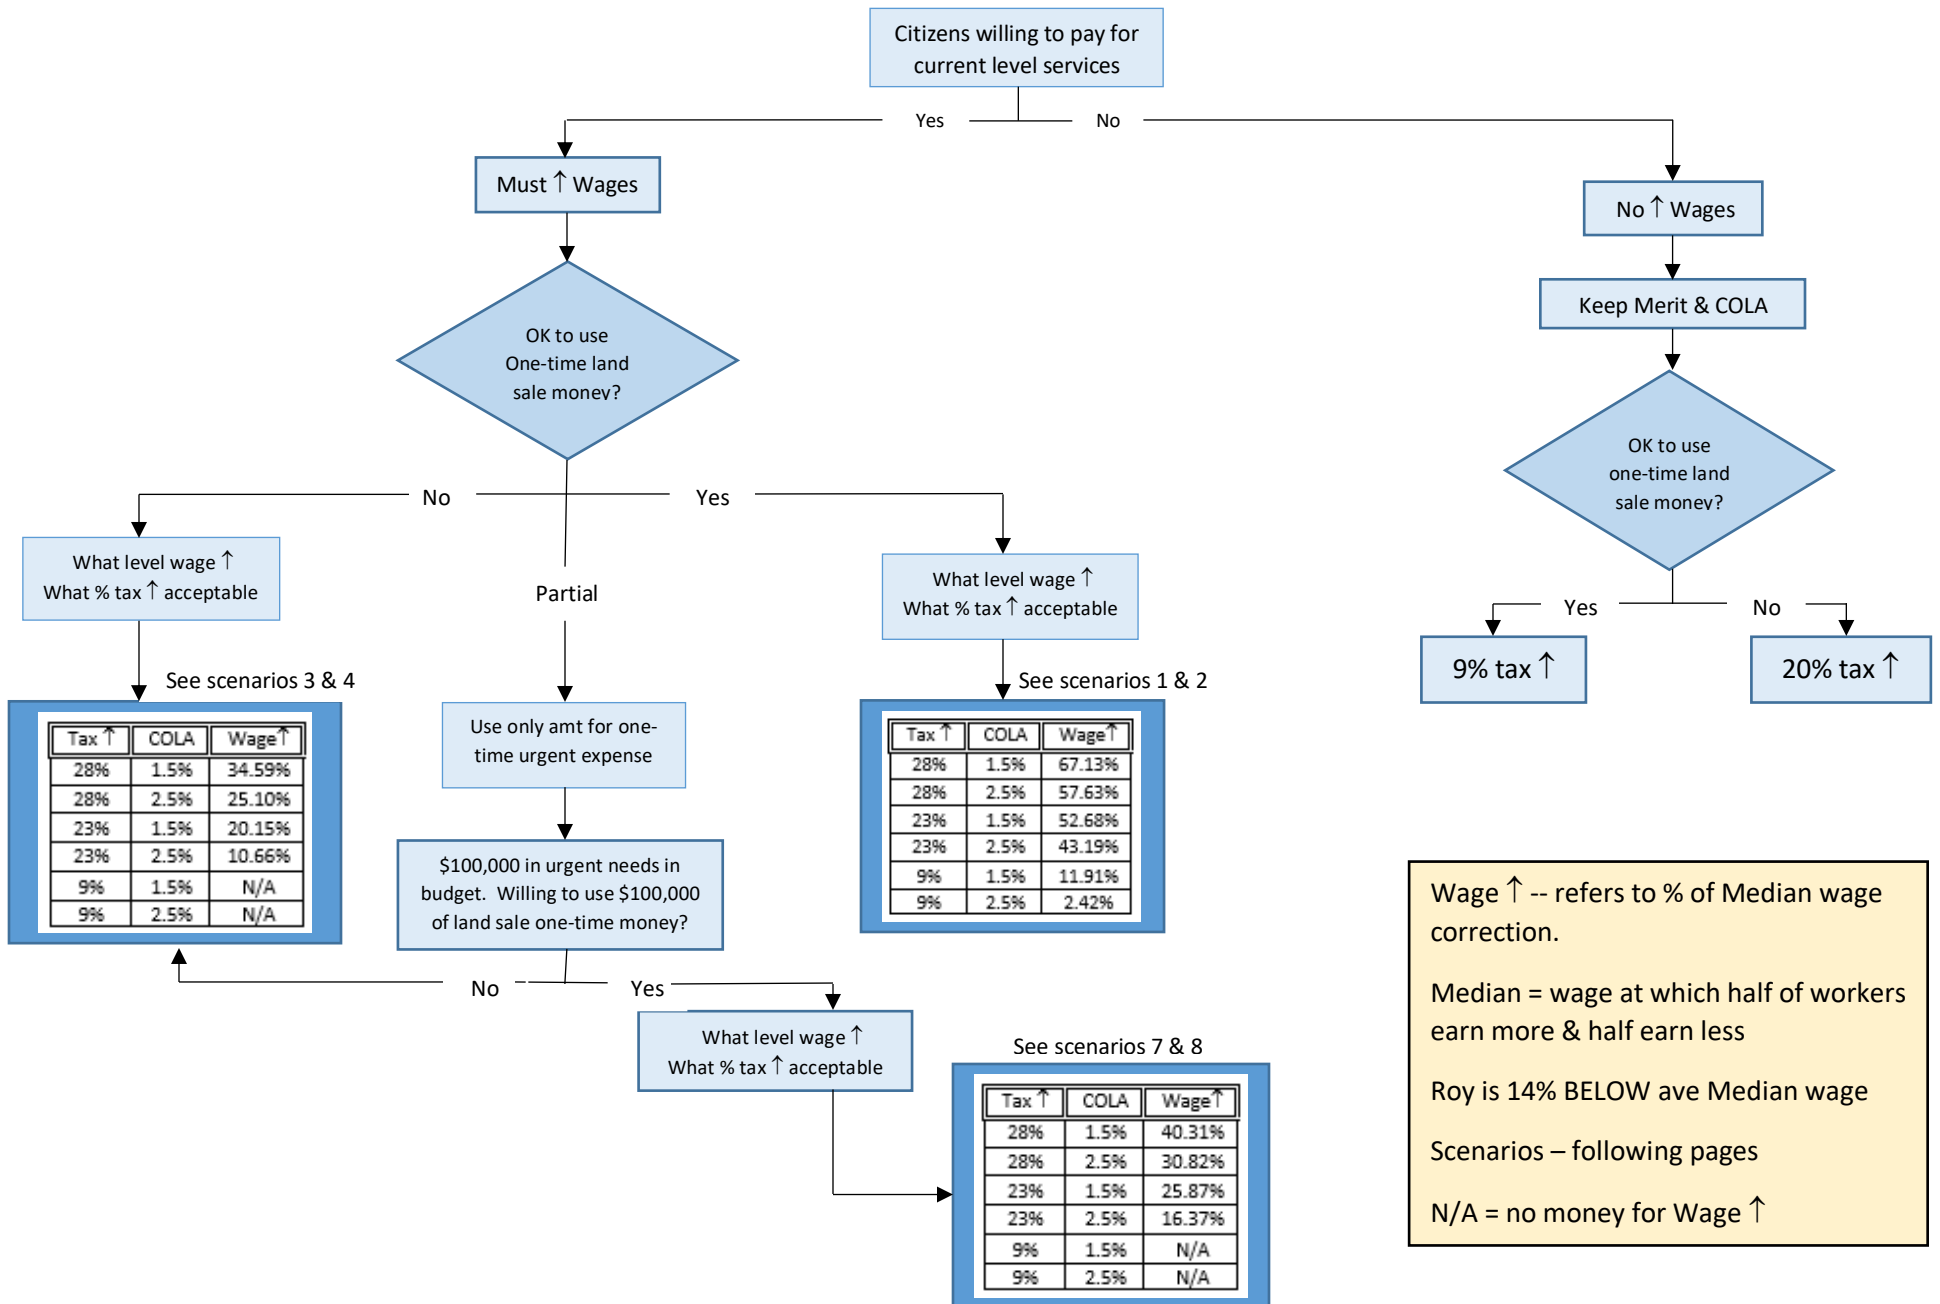 Citizens willing to pay for
current level services
Yes
No
Must ↑ Wages
No ↑ Wages
Keep Merit & COLA
OK to use
One-time land
sale money?
OK to use
one-time land
sale money?
No
Yes
Partial
Yes
No
9% tax ↑
20% tax ↑
What level wage ↑
What % tax ↑ acceptable
What level wage ↑
What % tax ↑ acceptable
See scenarios 3 & 4
Tax ↑ COLA Wage↑
28% 1.5% 34.59%
28% 2.5% 25.10%
23% 1.5% 20.15%
23% 2.5% 10.66%
9% 1.5% N/A
9% 2.5% N/A
Use only amt for one-
time urgent expense
$100,000 in urgent needs in
budget.  Willing to use $100,000
of land sale one-time money?
See scenarios 1 & 2
Tax ↑ COLA Wage↑
28% 1.5% 67.13%
28% 2.5% 57.63%
23% 1.5% 52.68%
23% 2.5% 43.19%
9% 1.5% 11.91%
9% 2.5% 2.42%
No
Yes
What level wage ↑
What % tax ↑ acceptable
See scenarios 7 & 8
Tax ↑ COLA Wage↑
28% 1.5% 40.31%
28% 2.5% 30.82%
23% 1.5% 25.87%
23% 2.5% 16.37%
9% 1.5% N/A
9% 2.5% N/A
Wage ↑ -- refers to % of Median wage
correction.
Median = wage at which half of workers
earn more & half earn less
Roy is 14% BELOW ave Median wage
Scenarios – following pages
N/A = no money for Wage ↑